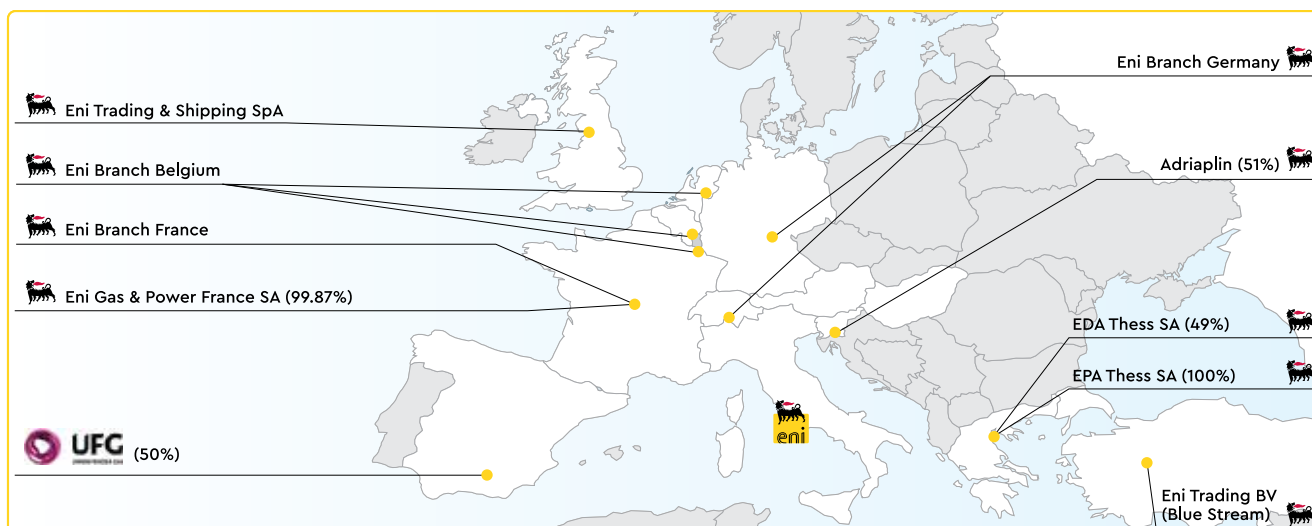 Eni Branch Germany
Eni Trading & Shipping SpA
Adriaplin (51%)
Eni Branch Belgium
Eni Branch France
Eni Gas & Power France SA (99.87%)
EDA Thess SA (49%)
EPA Thess SA (100%)
eni
UFG (50%)
Eni Trading BV
(Blue Stream)